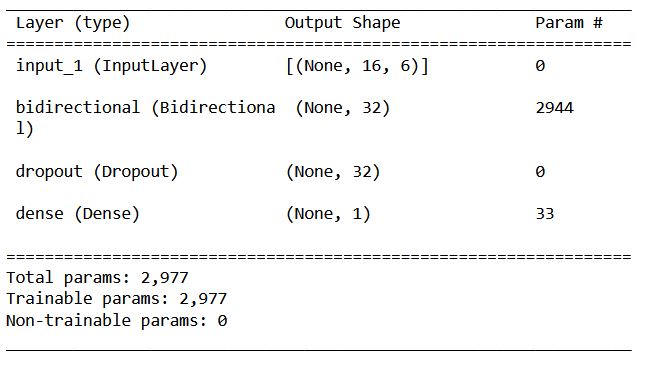 Layer (type) Output Shape Param #
input_1 (InputLayer) [(None, 16, 6)] 0
bidirectional (Bidirectiona (None, 32) 2944
l)
dropout (Dropout) (None, 32) 0
dense (Dense) (None, 1) 33
Total params: 2,977
Trainable params: 2,977
Non-trainable params: 0